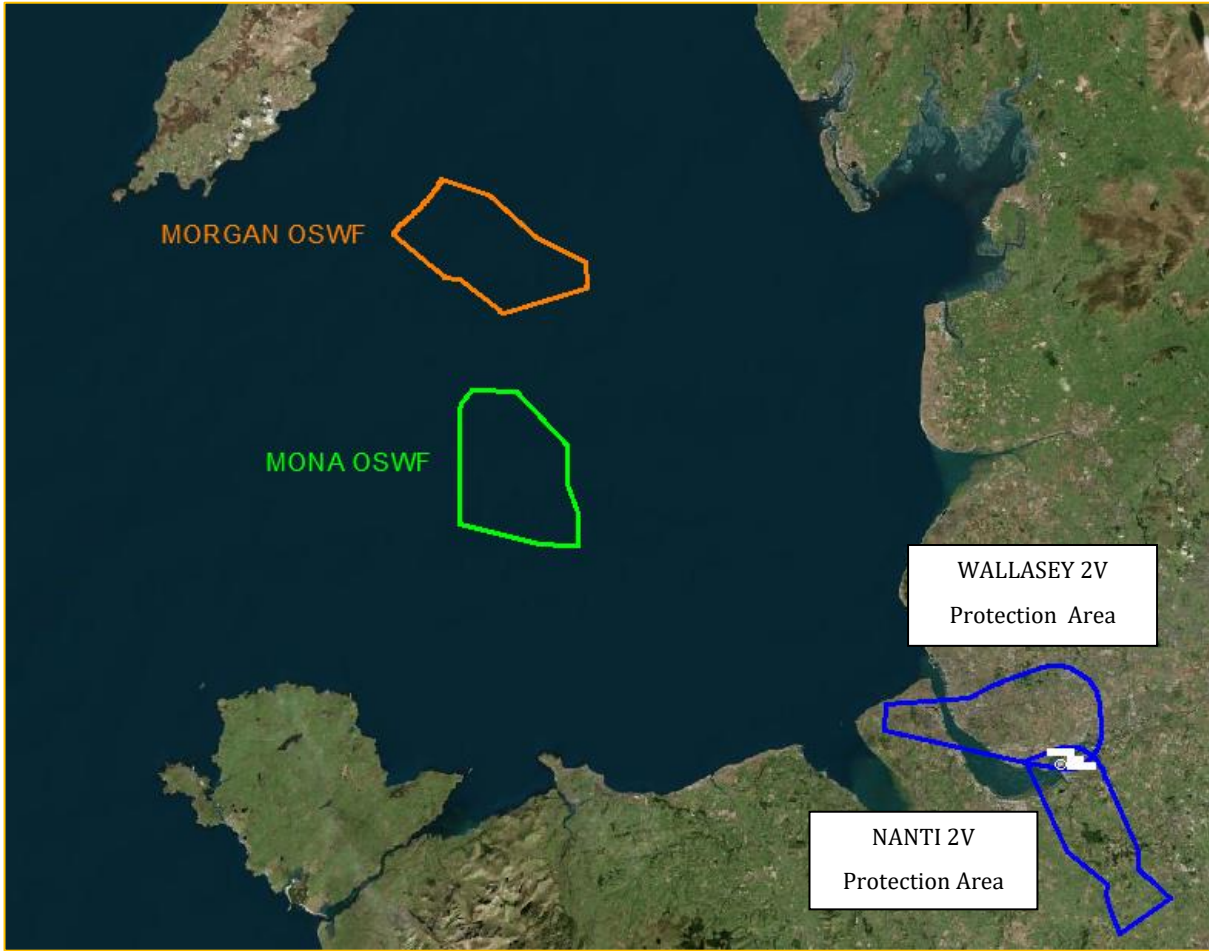 MORGAN OSWF
MONA OSWF
WALLASEY 2V
Protection Area
NANTI 2V
Protection Area